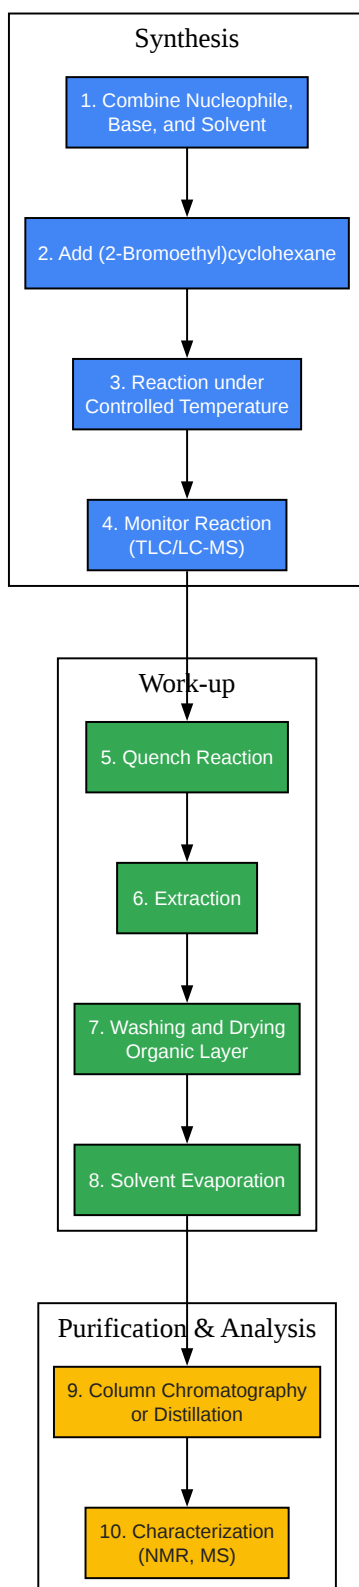 Synthesis
1. Combine Nucleophile,
Base, and Solvent
2. Add (2-Bromoethyl)cyclohexane
3. Reaction under
Controlled Temperature
4. Monitor Reaction
(TLC/LC-MS)
Work-up
5. Quench Reaction
6. Extraction
7. Washing and Drying
Organic Layer
8. Solvent Evaporation
Purification & Analysis
9. Column Chromatography
or Distillation
10. Characterization
(NMR, MS)